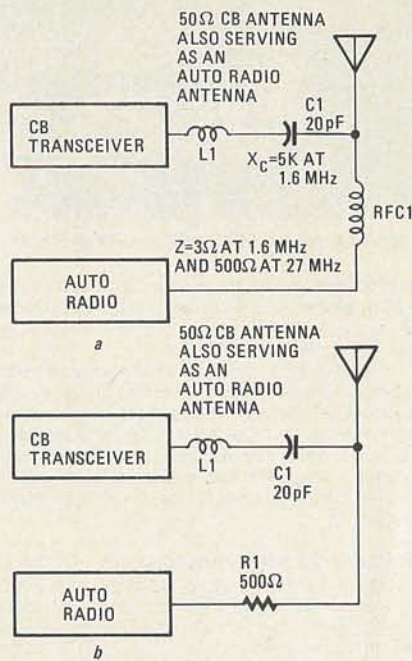 50Ω CB ANTENNA
ALSO SERVING
AS AN
AUTO RADIO
ANTENNA
CB
TRANSCEIVER
L1
C1
20pF
X_C=5K AT
1.6 MHz
RFC1
Z=3Ω AT 1.6 MHz
AND 500Ω AT 27 MHz
AUTO
RADIO
a
50Ω CB ANTENNA
ALSO SERVING
AS AN
AUTO RADIO
ANTENNA
CB
TRANSCEIVER
L1
C1
20pF
R1
500Ω
AUTO
RADIO
b